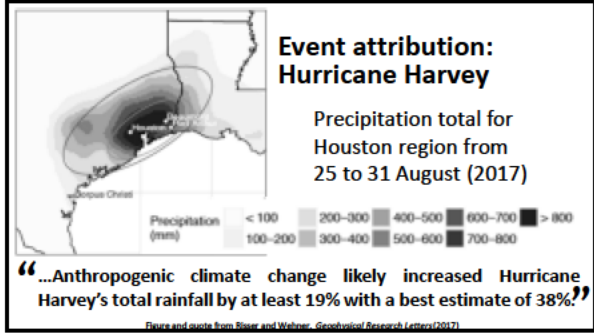 Event attribution:
Hurricane Harvey
Precipitation total for
Houston region from
25 to 31 August (2017)
Houston
Corpus Christi
Precipitation
(mm)
< 100 200–300 400–500 600–700 > 800
100–200 300–400 500–600 700–800
“…Anthropogenic climate change likely increased Hurricane
Harvey’s total rainfall by at least 19% with a best estimate of 38%.”
Figure and quote from Risser and Wehner, Geophysical Research Letters(2017)